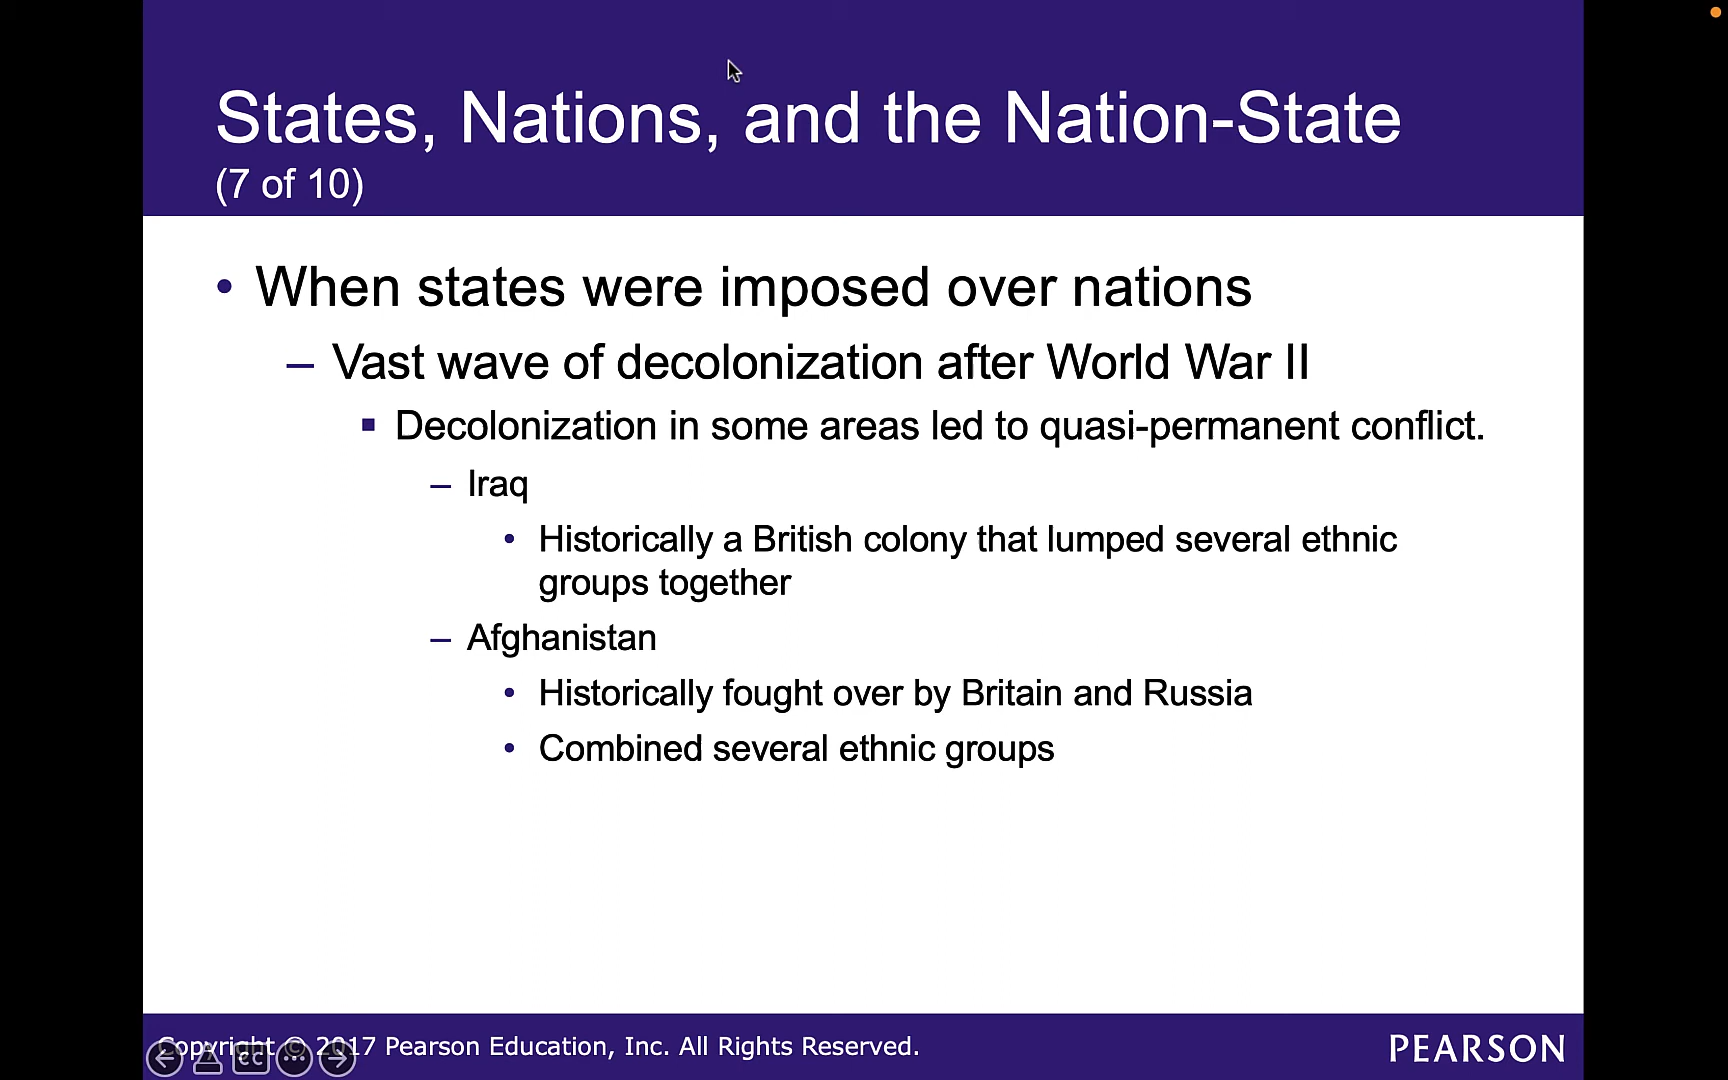 States, Nations, and the Nation-State
(7 of 10)
• When states were imposed over nations
– Vast wave of decolonization after World War II
▪ Decolonization in some areas led to quasi-permanent conflict.
– Iraq
• Historically a British colony that lumped several ethnic
groups together
– Afghanistan
• Historically fought over by Britain and Russia
• Combined several ethnic groups
Copyright © 2017 Pearson Education, Inc. All Rights Reserved.
PEARSON
CC